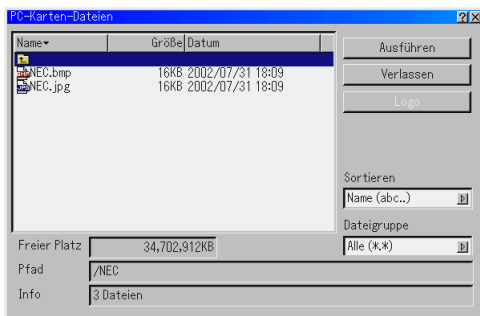 PC-Karten-Dateien
Name Größe Datum
NEC.bmp 16KB 2002/07/31 18:09
NEC.jpg 16KB 2002/07/31 18:09
Ausführen
Verlassen
Logo
Sortieren
Name (abc..)
Dateigruppe
Alle (*.*)
Freier Platz 34,702,912KB
Pfad /NEC
Info 3 Dateien